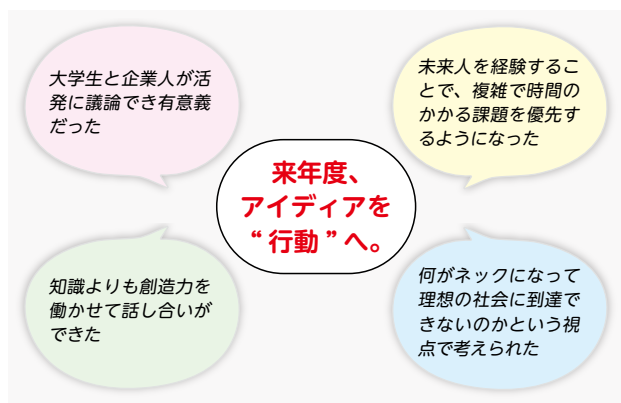 大学生と企業人が活
発に議論でき有意義
だった
未来人を経験するこ
とで、複雑で時間の
かかる課題を優先す
るようになった
来年度、
アイディアを
“ 行動 ” へ。
知識よりも創造力を
働かせて話し合いが
できた
何がネックになって
理想の社会に到達で
きないのかという視
点で考えられた